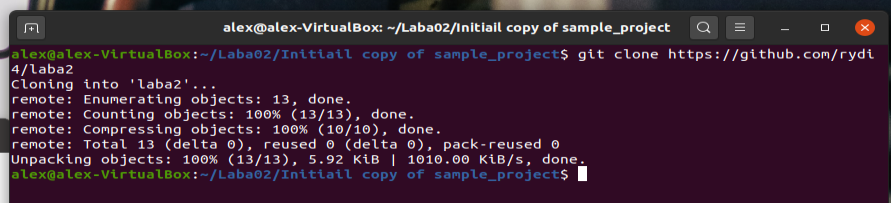 alex@alex-VirtualBox: ~/Laba02/Initiail copy of sample_project
alex@alex-VirtualBox:~/Laba02/Initiail copy of sample_project$ git clone https://github.com/rydi
4/laba2
Cloning into 'laba2'...
remote: Enumerating objects: 13, done.
remote: Counting objects: 100% (13/13), done.
remote: Compressing objects: 100% (10/10), done.
remote: Total 13 (delta 0), reused 0 (delta 0), pack-reused 0
Unpacking objects: 100% (13/13), 5.92 KiB | 1010.00 KiB/s, done.
alex@alex-VirtualBox:~/Laba02/Initiail copy of sample_project$